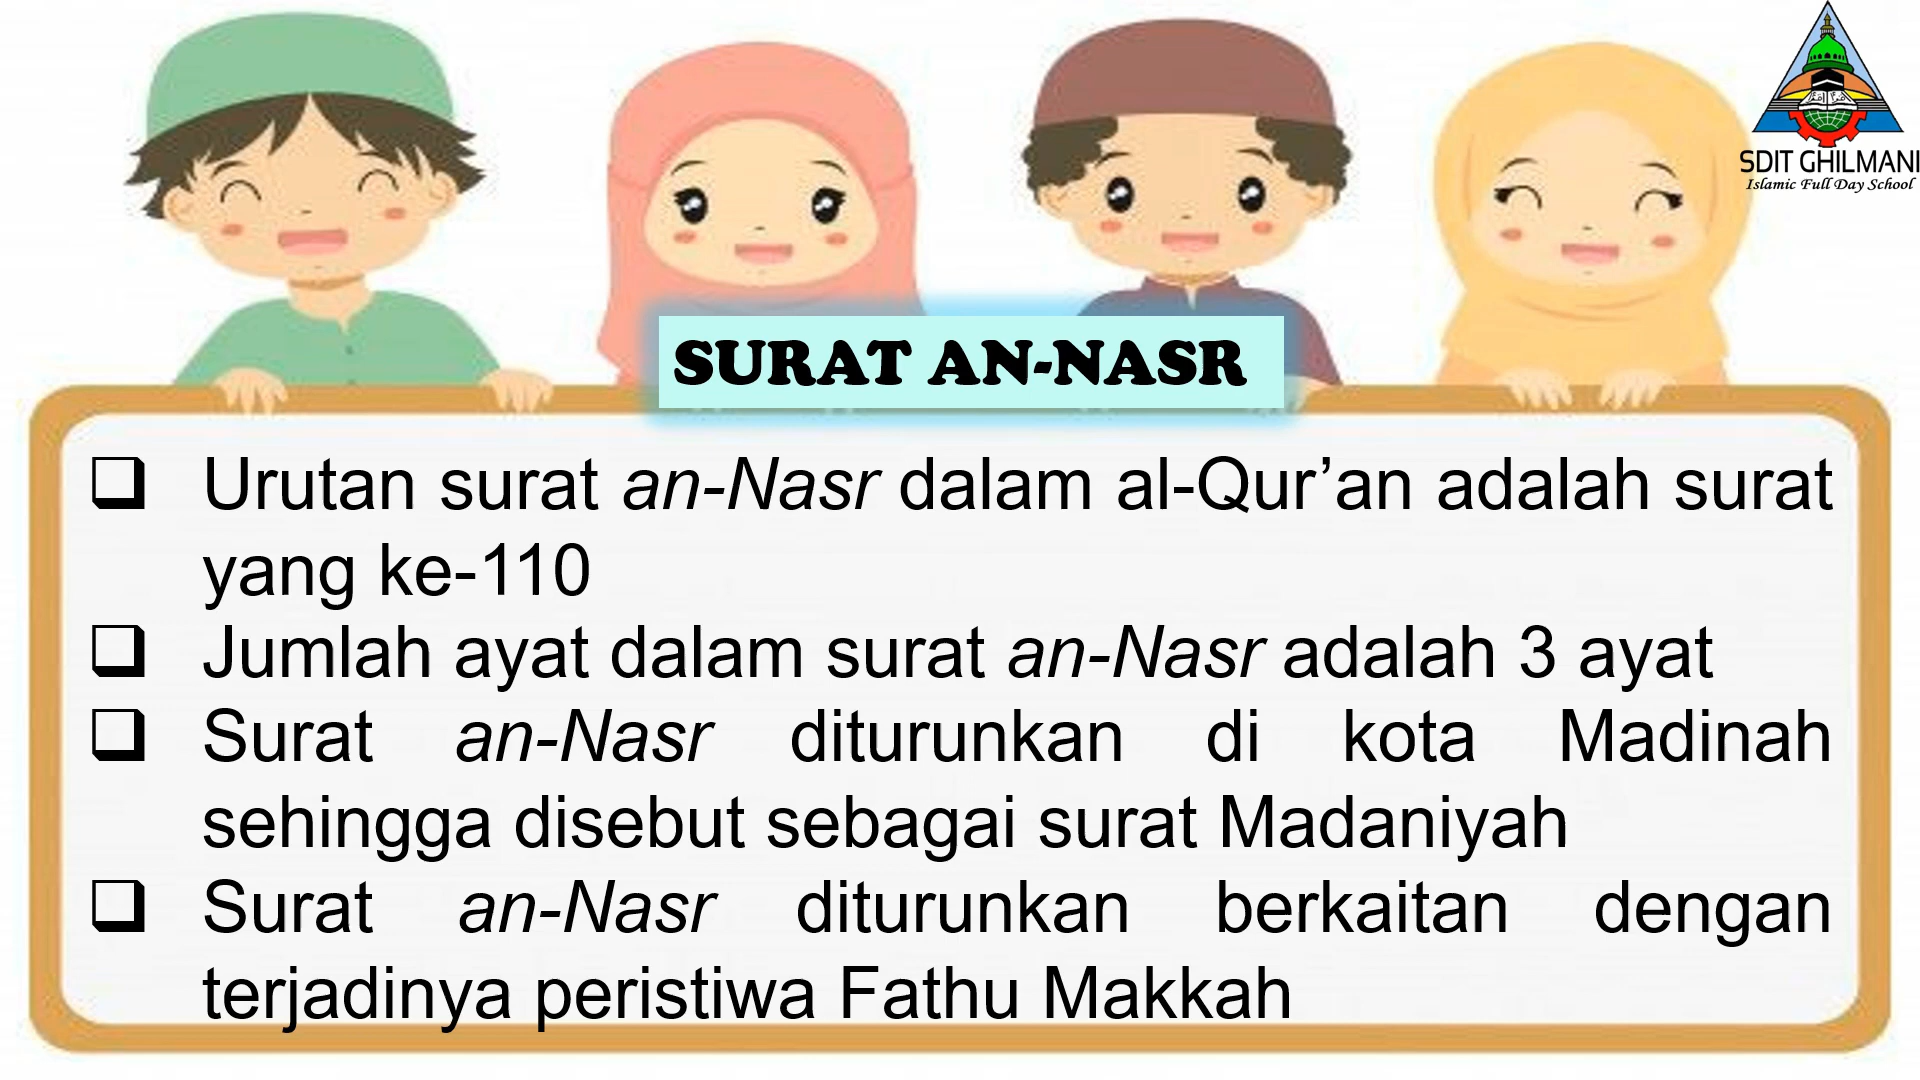 SDIT GHILMANI
Islamic Full Day School
SURAT AN-NASR
❑ Urutan surat an-Nasr dalam al-Qur’an adalah surat
yang ke-110
❑ Jumlah ayat dalam surat an-Nasr adalah 3 ayat
❑ Surat an-Nasr diturunkan di kota Madinah
sehingga disebut sebagai surat Madaniyah
❑ Surat an-Nasr diturunkan berkaitan dengan
terjadinya peristiwa Fathu Makkah